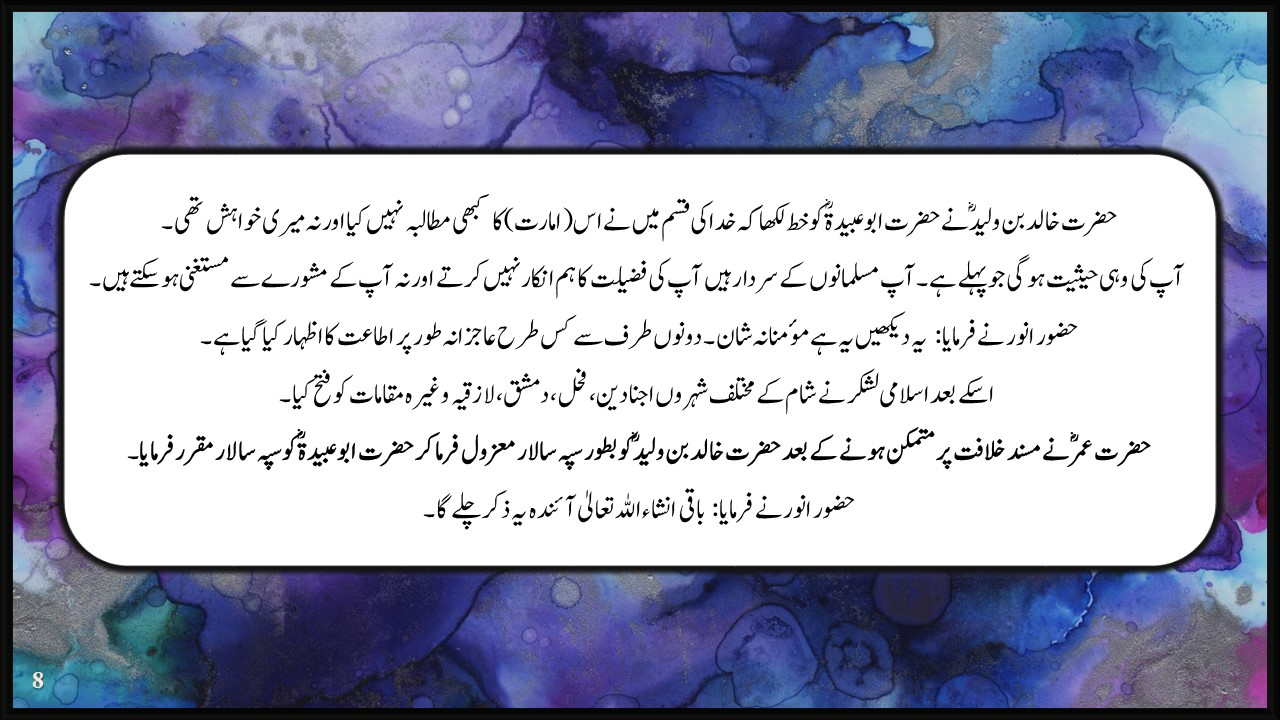 حضرت خالد بن ولیدؓ نے حضرت ابو عبیدۃؓ کو خط لکھا کہ خدا کی قسم میں نے اس (امارت) کا کبھی مطالبہ نہیں کیا اور نہ میری خواہش تھی۔
آپ کی وہی حیثیت ہو گی جو پہلے ہے۔ آپ مسلمانوں کے سردار ہیں آپ کی فضیلت کا ہم انکار نہیں کرتے اور نہ آپ کے مشورے سے مستغنی ہو سکتے ہیں۔
حضور انور نے فرمایا: یہ دیکھیں یہ ہے مؤمنانہ شان۔ دونوں طرف سے کس طرح عاجزانہ طور پر اطاعت کا اظہار کیا گیا ہے۔
اسکے بعد اسلامی لشکر نے شام کے مختلف شہروں اجنادین، فحل، دمشق، لازقیہ وغیرہ مقامات کو فتح کیا۔
حضرت عمرؓ نے مسند خلافت پر متمکن ہونے کے بعد حضرت خالد بن ولیدؓ کو بطور سپہ سالار معزول فرما کر حضرت ابو عبیدۃؓ کو سپہ سالار مقرر فرمایا۔
حضور انور نے فرمایا: باقی انشاء اللہ تعالیٰ آئندہ یہ ذکر چلے گا۔
8